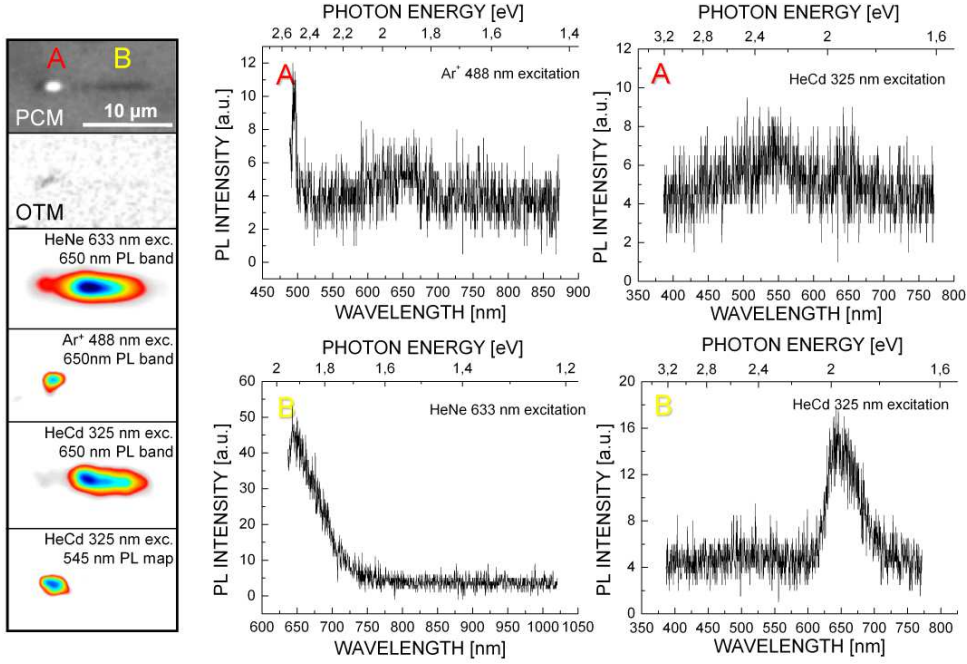 A B
PCM
10 µm
OTM
HeNe 633 nm exc.
650 nm PL band
Ar⁺ 488 nm exc.
650nm PL band
HeCd 325 nm exc.
650 nm PL band
HeCd 325 nm exc.
545 nm PL map
PHOTON ENERGY [eV]
2,6 2,4 2,2 2 1,8 1,6 1,4
A
Ar⁺ 488 nm excitation
PL INTENSITY [a.u.]
12
10
8
6
4
2
0
450 500 550 600 650 700 750 800 850 900
WAVELENGTH [nm]
PHOTON ENERGY [eV]
3,2 2,8 2,4 2 1,6
A
HeCd 325 nm excitation
PL INTENSITY [a.u.]
12
10
8
6
4
2
0
350 400 450 500 550 600 650 700 750 800
WAVELENGTH [nm]
PHOTON ENERGY [eV]
2 1,8 1,6 1,4 1,2
B
HeNe 633 nm excitation
PL INTENSITY [a.u.]
60
50
40
30
20
10
0
600 650 700 750 800 850 900 950 1000 1050
WAVELENGTH [nm]
PHOTON ENERGY [eV]
3,2 2,8 2,4 2 1,6
B
HeCd 325 nm excitation
PL INTENSITY [a.u.]
20
16
12
8
4
0
350 400 450 500 550 600 650 700 750 800
WAVELENGTH [nm]